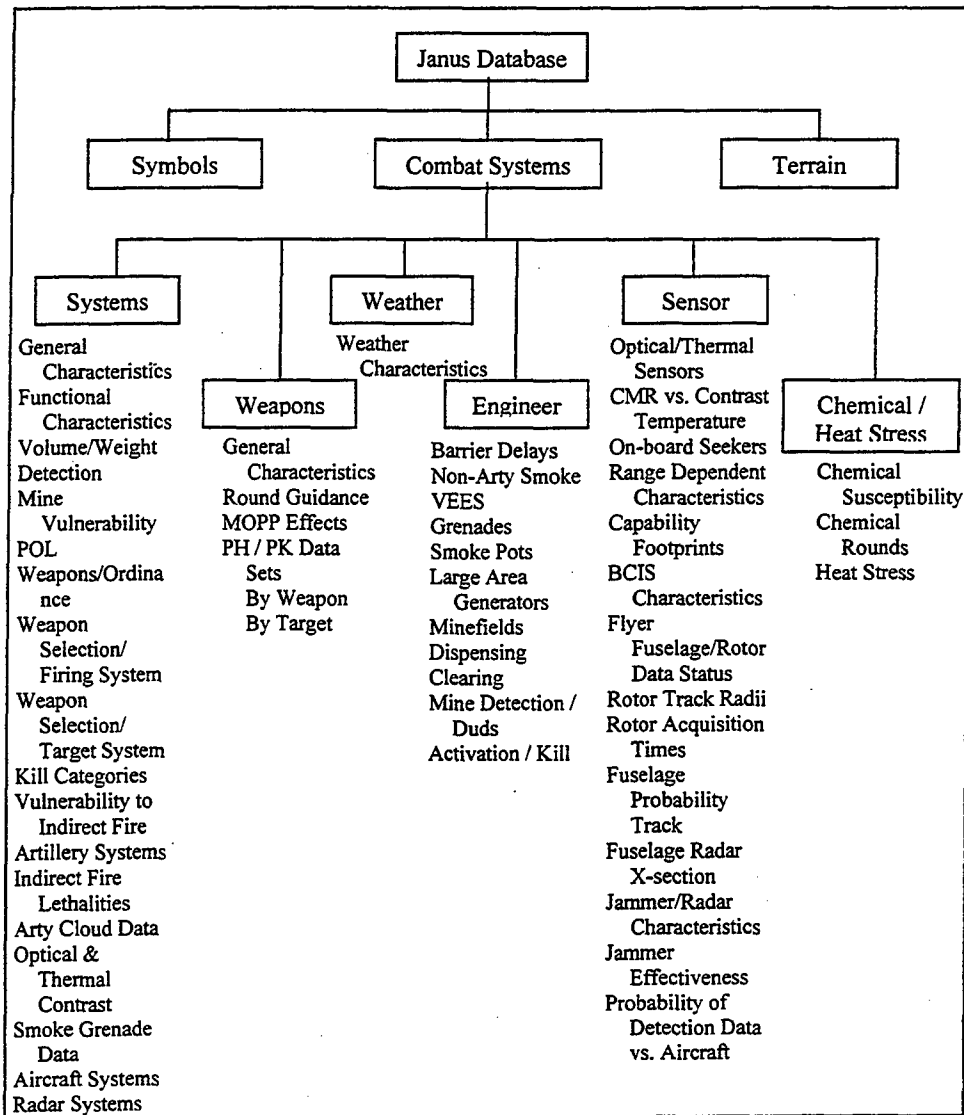 Janus Database
Symbols
Combat Systems
Terrain
Systems
General
Characteristics
Functional
Characteristics
Volume/Weight
Detection
Mine
Vulnerability
POL
Weapons/Ordina
nce
Weapon
Selection/
Firing System
Weapon
Selection/
Target System
Kill Categories
Vulnerability to
Indirect Fire
Artillery Systems
Indirect Fire
Lethalities
Arty Cloud Data
Optical &
Thermal
Contrast
Smoke Grenade
Data
Aircraft Systems
Radar Systems
Weapons
General
Characteristics
Round Guidance
MOPP Effects
PH / PK Data
Sets
By Weapon
By Target
Weather
Weather
Characteristics
Engineer
Barrier Delays
Non-Arty Smoke
VEES
Grenades
Smoke Pots
Large Area
Generators
Minefields
Dispensing
Clearing
Mine Detection /
Duds
Activation / Kill
Sensor
Optical/Thermal
Sensors
CMR vs. Contrast
Temperature
On-board Seekers
Range Dependent
Characteristics
Capability
Footprints
BCIS
Characteristics
Flyer
Fuselage/Rotor
Data Status
Rotor Track Radii
Rotor Acquisition
Times
Fuselage
Probability
Track
Fuselage Radar
X-section
Jammer/Radar
Characteristics
Jammer
Effectiveness
Probability of
Detection Data
vs. Aircraft
Chemical /
Heat Stress
Chemical
Susceptibility
Chemical
Rounds
Heat Stress